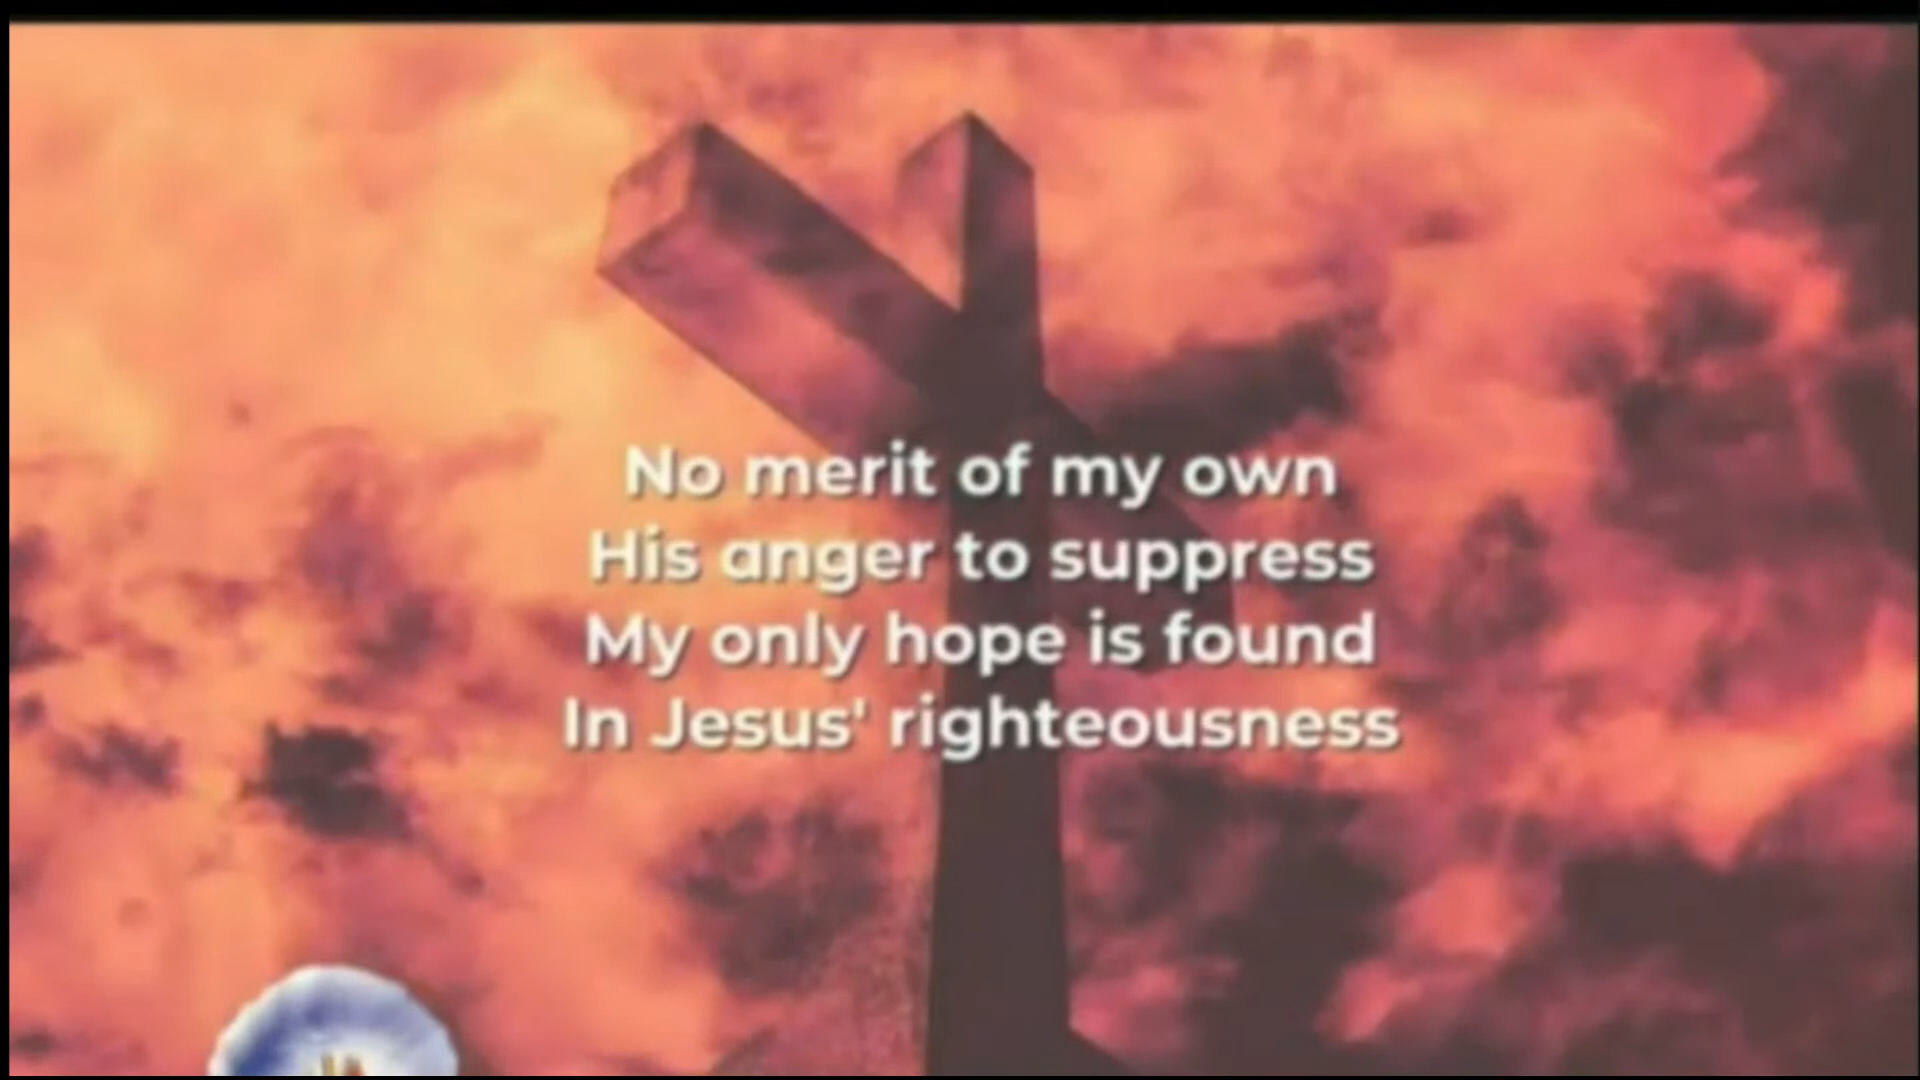 No merit of my own
His anger to suppress
My only hope is found
In Jesus' righteousness